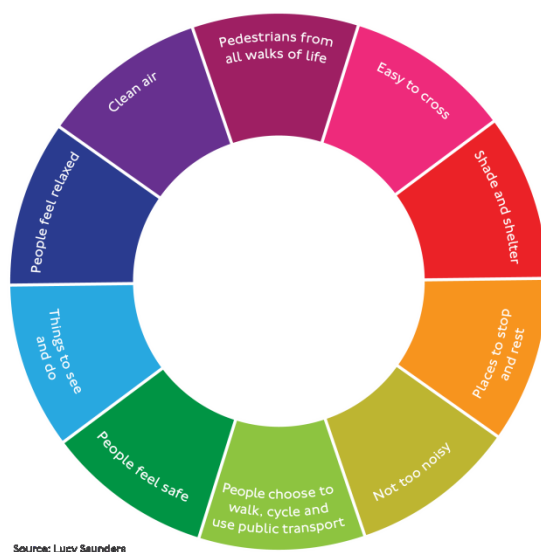 Pedestrians from
all walks of life
Easy to cross
Shade and shelter
Places to stop
and rest
Not too noisy
People choose to
walk, cycle and
use public transport
People feel safe
Things to see
and do
People feel relaxed
Clean air
Source: Lucy Saunders